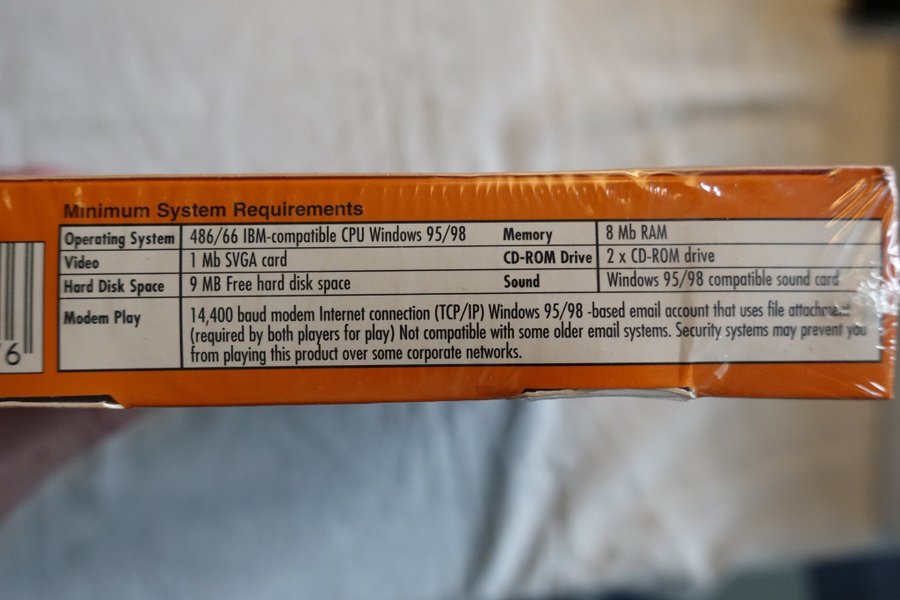 Minimum System Requirements
Operating System 486/66 IBM-compatible CPU Windows 95/98 Memory 8 Mb RAM
Video 1 Mb SVGA card CD-ROM Drive 2 x CD-ROM drive
Hard Disk Space 9 MB Free hard disk space Sound Windows 95/98 compatible sound card
Modem Play 14,400 baud modem Internet connection (TCP/IP) Windows 95/98 -based email account that uses file attachment
(required by both players for play) Not compatible with some older email systems. Security systems may prevent you
from playing this product over some corporate networks.
6